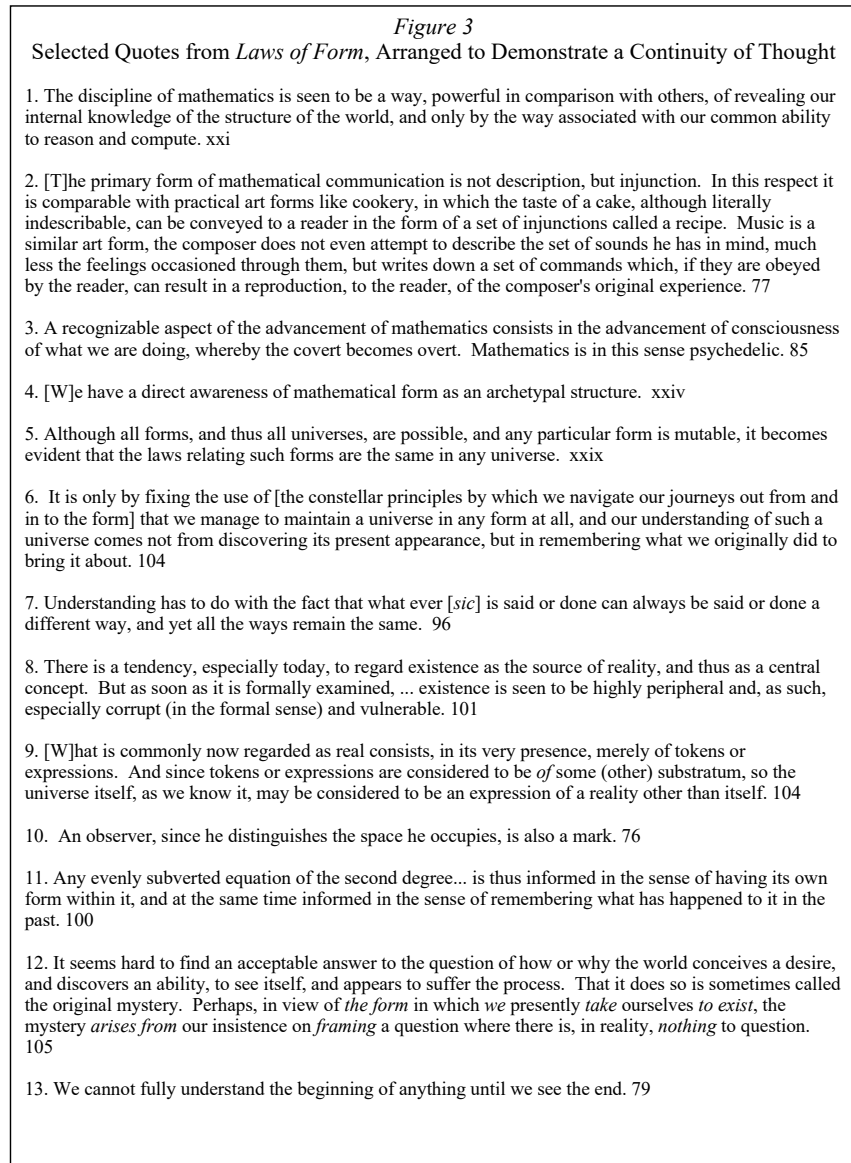 Figure 3
Selected Quotes from Laws of Form, Arranged to Demonstrate a Continuity of Thought
1. The discipline of mathematics is seen to be a way, powerful in comparison with others, of revealing our
internal knowledge of the structure of the world, and only by the way associated with our common ability
to reason and compute. xxi
2. [T]he primary form of mathematical communication is not description, but injunction. In this respect it
is comparable with practical art forms like cookery, in which the taste of a cake, although literally
indescribable, can be conveyed to a reader in the form of a set of injunctions called a recipe. Music is a
similar art form, the composer does not even attempt to describe the set of sounds he has in mind, much
less the feelings occasioned through them, but writes down a set of commands which, if they are obeyed
by the reader, can result in a reproduction, to the reader, of the composer's original experience. 77
3. A recognizable aspect of the advancement of mathematics consists in the advancement of consciousness
of what we are doing, whereby the covert becomes overt. Mathematics is in this sense psychedelic. 85
4. [W]e have a direct awareness of mathematical form as an archetypal structure. xxiv
5. Although all forms, and thus all universes, are possible, and any particular form is mutable, it becomes
evident that the laws relating such forms are the same in any universe. xxix
6. It is only by fixing the use of [the constellar principles by which we navigate our journeys out from and
in to the form] that we manage to maintain a universe in any form at all, and our understanding of such a
universe comes not from discovering its present appearance, but in remembering what we originally did to
bring it about. 104
7. Understanding has to do with the fact that what ever [sic] is said or done can always be said or done a
different way, and yet all the ways remain the same. 96
8. There is a tendency, especially today, to regard existence as the source of reality, and thus as a central
concept. But as soon as it is formally examined, ... existence is seen to be highly peripheral and, as such,
especially corrupt (in the formal sense) and vulnerable. 101
9. [W]hat is commonly now regarded as real consists, in its very presence, merely of tokens or
expressions. And since tokens or expressions are considered to be of some (other) substratum, so the
universe itself, as we know it, may be considered to be an expression of a reality other than itself. 104
10. An observer, since he distinguishes the space he occupies, is also a mark. 76
11. Any evenly subverted equation of the second degree... is thus informed in the sense of having its own
form within it, and at the same time informed in the sense of remembering what has happened to it in the
past. 100
12. It seems hard to find an acceptable answer to the question of how or why the world conceives a desire,
and discovers an ability, to see itself, and appears to suffer the process. That it does so is sometimes called
the original mystery. Perhaps, in view of the form in which we presently take ourselves to exist, the
mystery arises from our insistence on framing a question where there is, in reality, nothing to question.
105
13. We cannot fully understand the beginning of anything until we see the end. 79